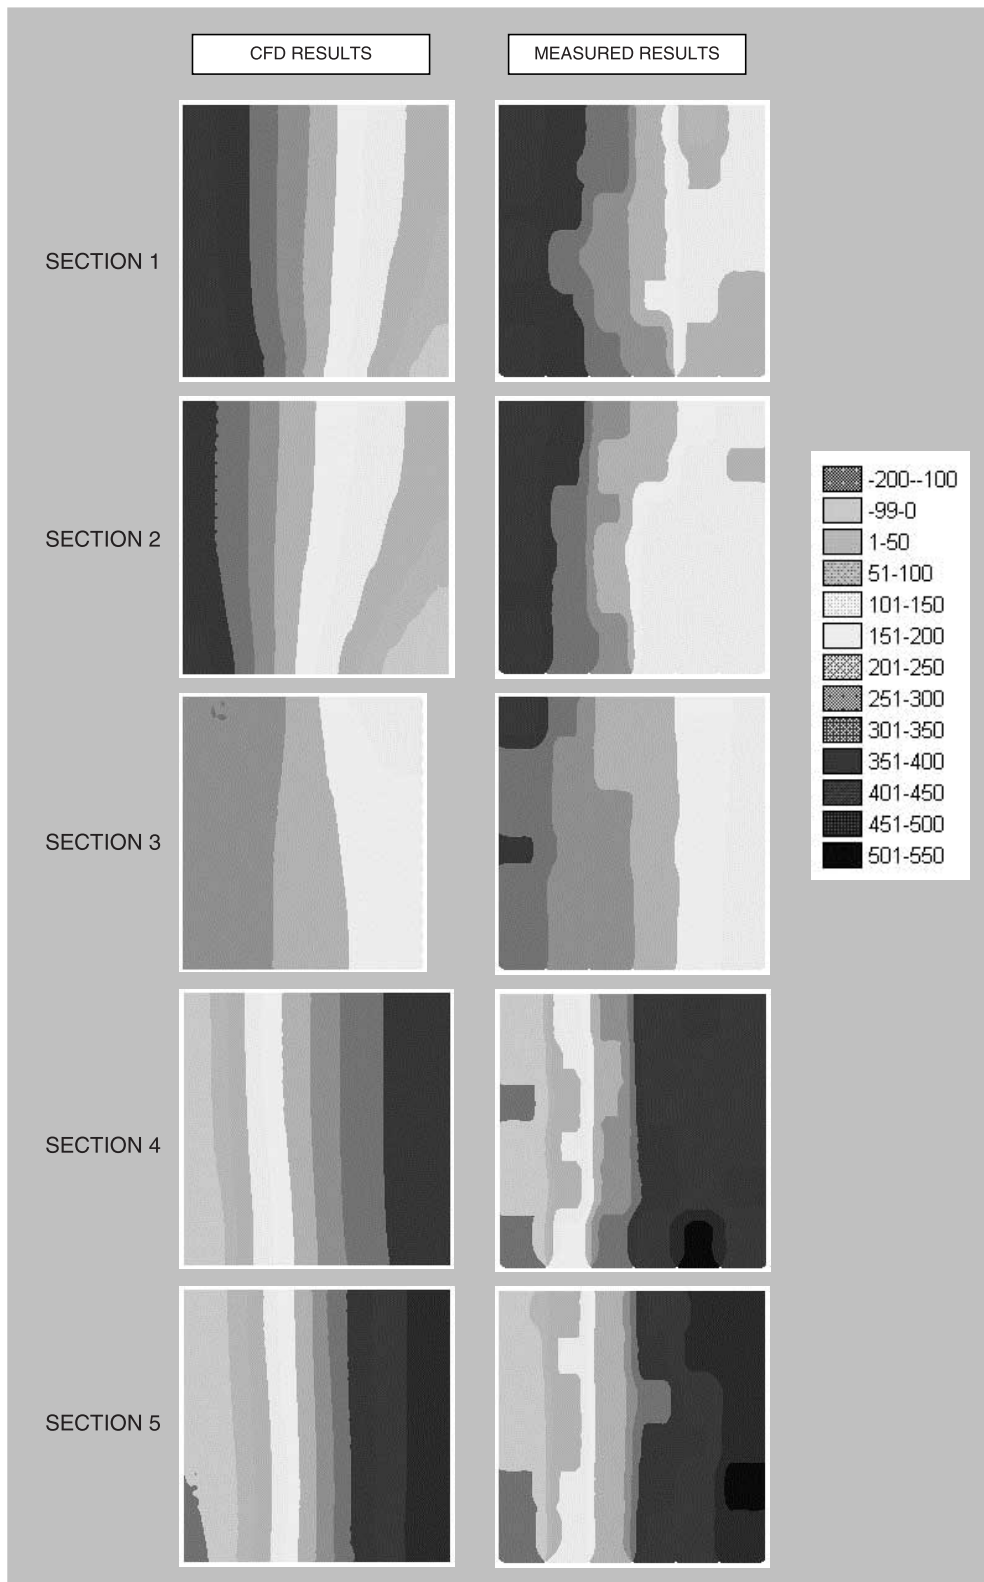 CFD RESULTS
MEASURED RESULTS
SECTION 1
SECTION 2
SECTION 3
SECTION 4
SECTION 5
-200--100
-99-0
1-50
51-100
101-150
151-200
201-250
251-300
301-350
351-400
401-450
451-500
501-550